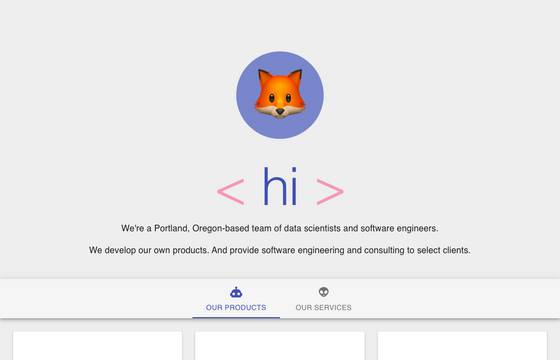 < hi >
We're a Portland, Oregon-based team of data scientists and software engineers.
We develop our own products. And provide software engineering and consulting to select clients.
OUR PRODUCTS
OUR SERVICES